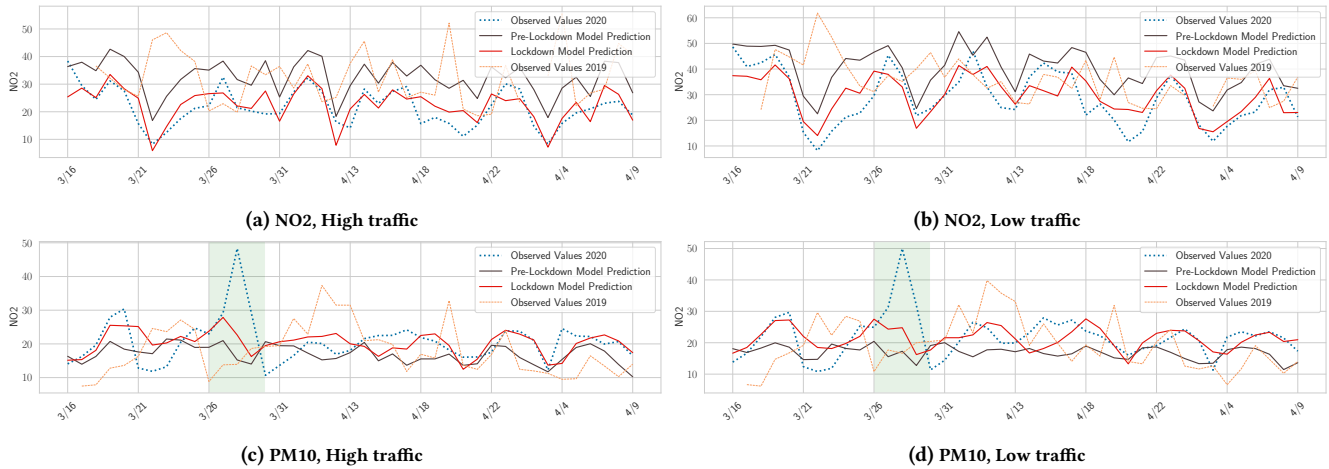 Observed Values 2020
Pre-Lockdown Model Prediction
Lockdown Model Prediction
Observed Values 2019
NO2
50
40
30
20
10
3/16
3/21
3/26
3/31
4/13
4/18
4/22
4/4
4/9
(a) NO2, High traffic
Observed Values 2020
Pre-Lockdown Model Prediction
Lockdown Model Prediction
Observed Values 2019
NO2
60
50
40
30
20
10
3/16
3/21
3/26
3/31
4/13
4/18
4/22
4/4
4/9
(b) NO2, Low traffic
Observed Values 2020
Pre-Lockdown Model Prediction
Lockdown Model Prediction
Observed Values 2019
NO2
50
40
30
20
10
3/16
3/21
3/26
3/31
4/13
4/18
4/22
4/4
4/9
(c) PM10, High traffic
Observed Values 2020
Pre-Lockdown Model Prediction
Lockdown Model Prediction
Observed Values 2019
NO2
50
40
30
20
10
3/16
3/21
3/26
3/31
4/13
4/18
4/22
4/4
4/9
(d) PM10, Low traffic